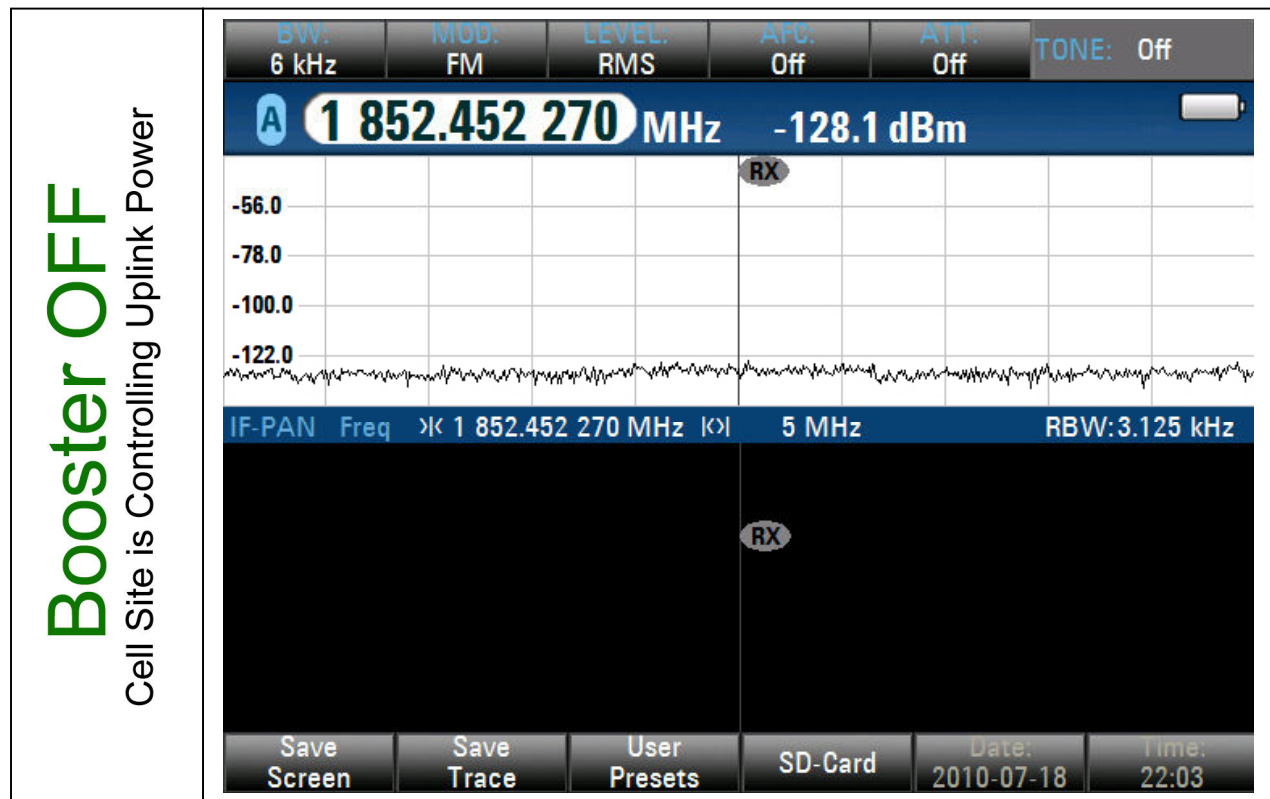 Booster OFF
Cell Site is Controlling Uplink Power
BW: MOD: LEVEL: AFC: ATT: TONE: Off
6 kHz FM RMS Off Off
A 1 852.452 270 MHz -128.1 dBm
RX
-56.0
-78.0
-100.0
-122.0
IF-PAN Freq 1 852.452 270 MHz 5 MHz RBW:3.125 kHz
RX
Save Save User SD-Card Date: Time:
Screen Trace Presets 2010-07-18 22:03